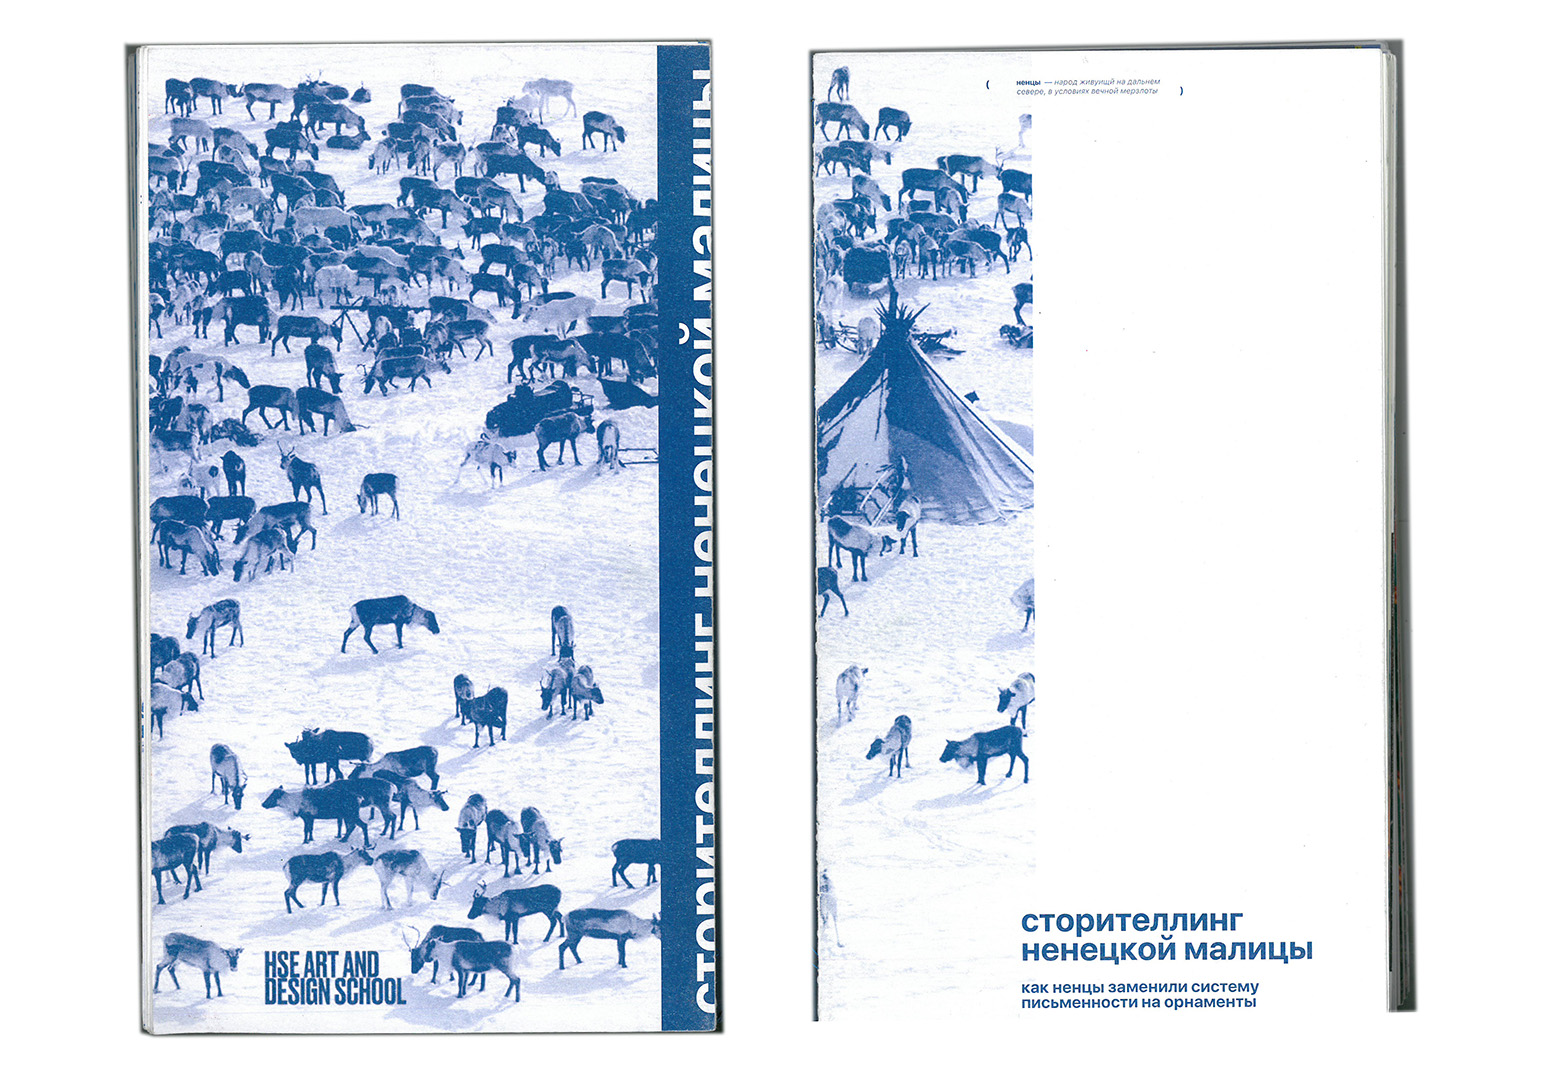 сторителлинг ненецкой малицы
HSE ART AND
DESIGN SCHOOL
( ненцы — народ живуищй на дальнем
севере, в условиях вечной мерзлоты )
сторителлинг
ненецкой малицы
как ненцы заменили систему
письменности на орнаменты